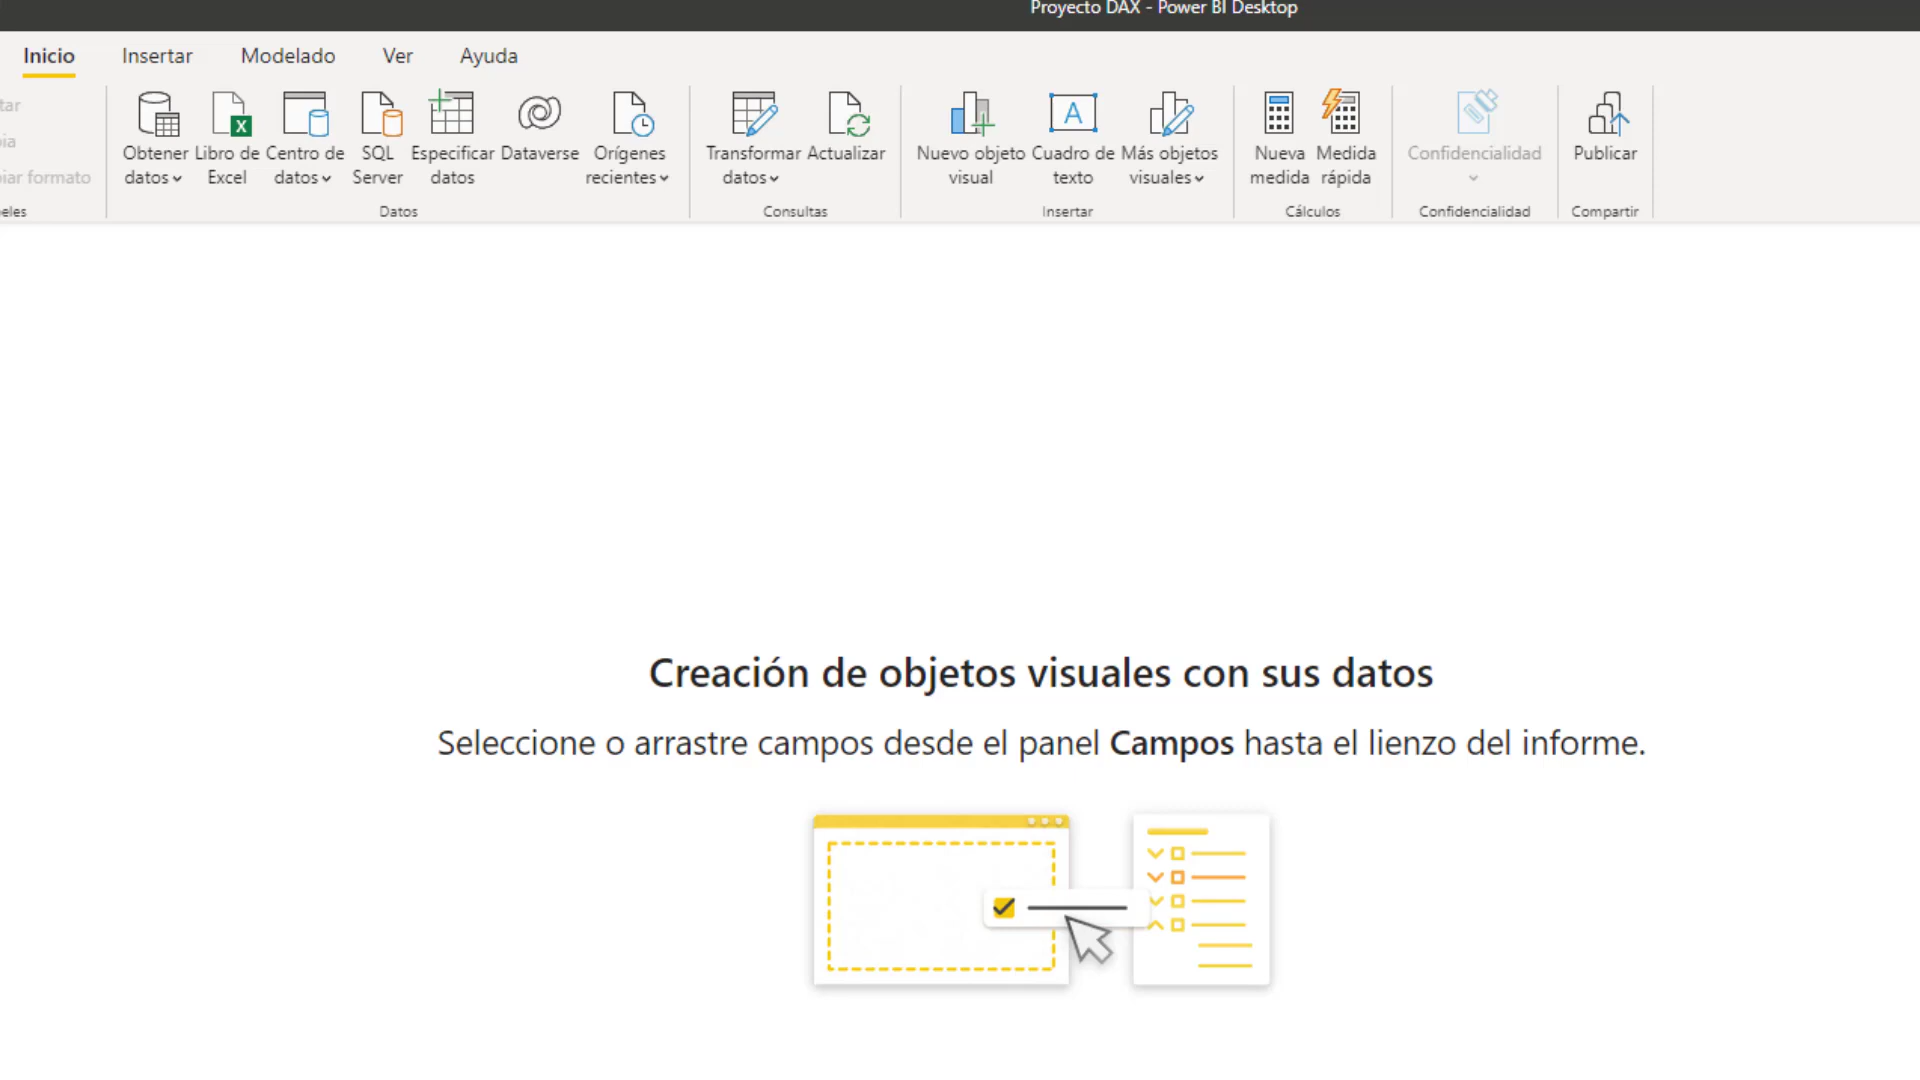 Proyecto DAX - Power BI Desktop
Inicio Insertar Modelado Ver Ayuda
Obtener datos
Libro de Excel
Centro de datos
SQL Server
Especificar datos
Dataverse
Orígenes recientes
Datos
Transformar datos
Actualizar
Consultas
Nuevo objeto visual
Cuadro de texto
Más objetos visuales
Insertar
Nueva medida
Medida rápida
Cálculos
Confidencialidad
Confidencialidad
Publicar
Compartir
formato
Creación de objetos visuales con sus datos
Seleccione o arrastre campos desde el panel Campos hasta el lienzo del informe.